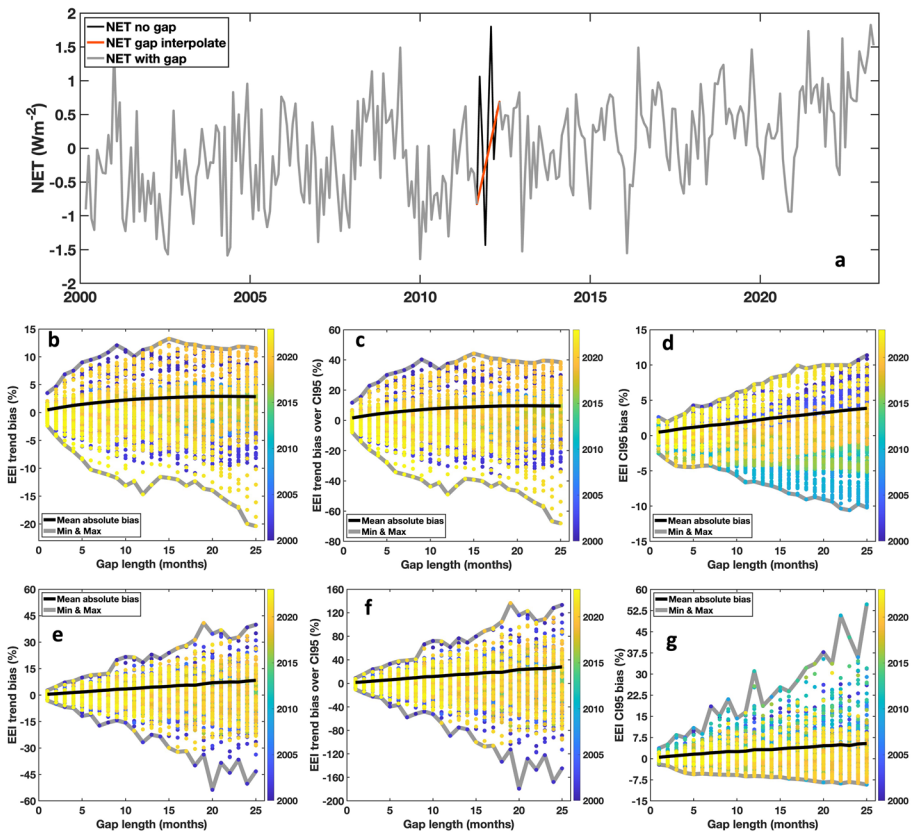 a
NET (Wm−2)
2
1.5
1
0.5
0
-0.5
-1
-1.5
-2
NET no gap
NET gap interpolate
NET with gap
2000 2005 2010 2015 2020
b
EEI trend bias (%)
15
10
5
0
-5
-10
-15
-20
Mean absolute bias
Min & Max
0 5 10 15 20 25
Gap length (months)
2020
2015
2010
2005
2000
c
EEI trend bias over CI95 (%)
60
40
20
0
-20
-40
-60
-80
Mean absolute bias
Min & Max
0 5 10 15 20 25
Gap length (months)
2020
2015
2010
2005
2000
d
EEI CI95 bias (%)
15
10
5
0
-5
-10
-15
Mean absolute bias
Min & Max
0 5 10 15 20 25
Gap length (months)
2020
2015
2010
2005
2000
e
EEI trend bias (%)
60
45
30
15
0
-15
-30
-45
-60
Mean absolute bias
Min & Max
0 5 10 15 20 25
Gap length (months)
2020
2015
2010
2005
2000
f
EEI trend bias over CI95 (%)
160
120
80
40
0
-40
-80
-120
-160
-200
Mean absolute bias
Min & Max
0 5 10 15 20 25
Gap length (months)
2020
2015
2010
2005
2000
g
EEI CI95 bias (%)
60
52.5
45
37.5
30
22.5
15
7.5
0
-7.5
-15
Mean absolute bias
Min & Max
0 5 10 15 20 25
Gap length (months)
2020
2015
2010
2005
2000